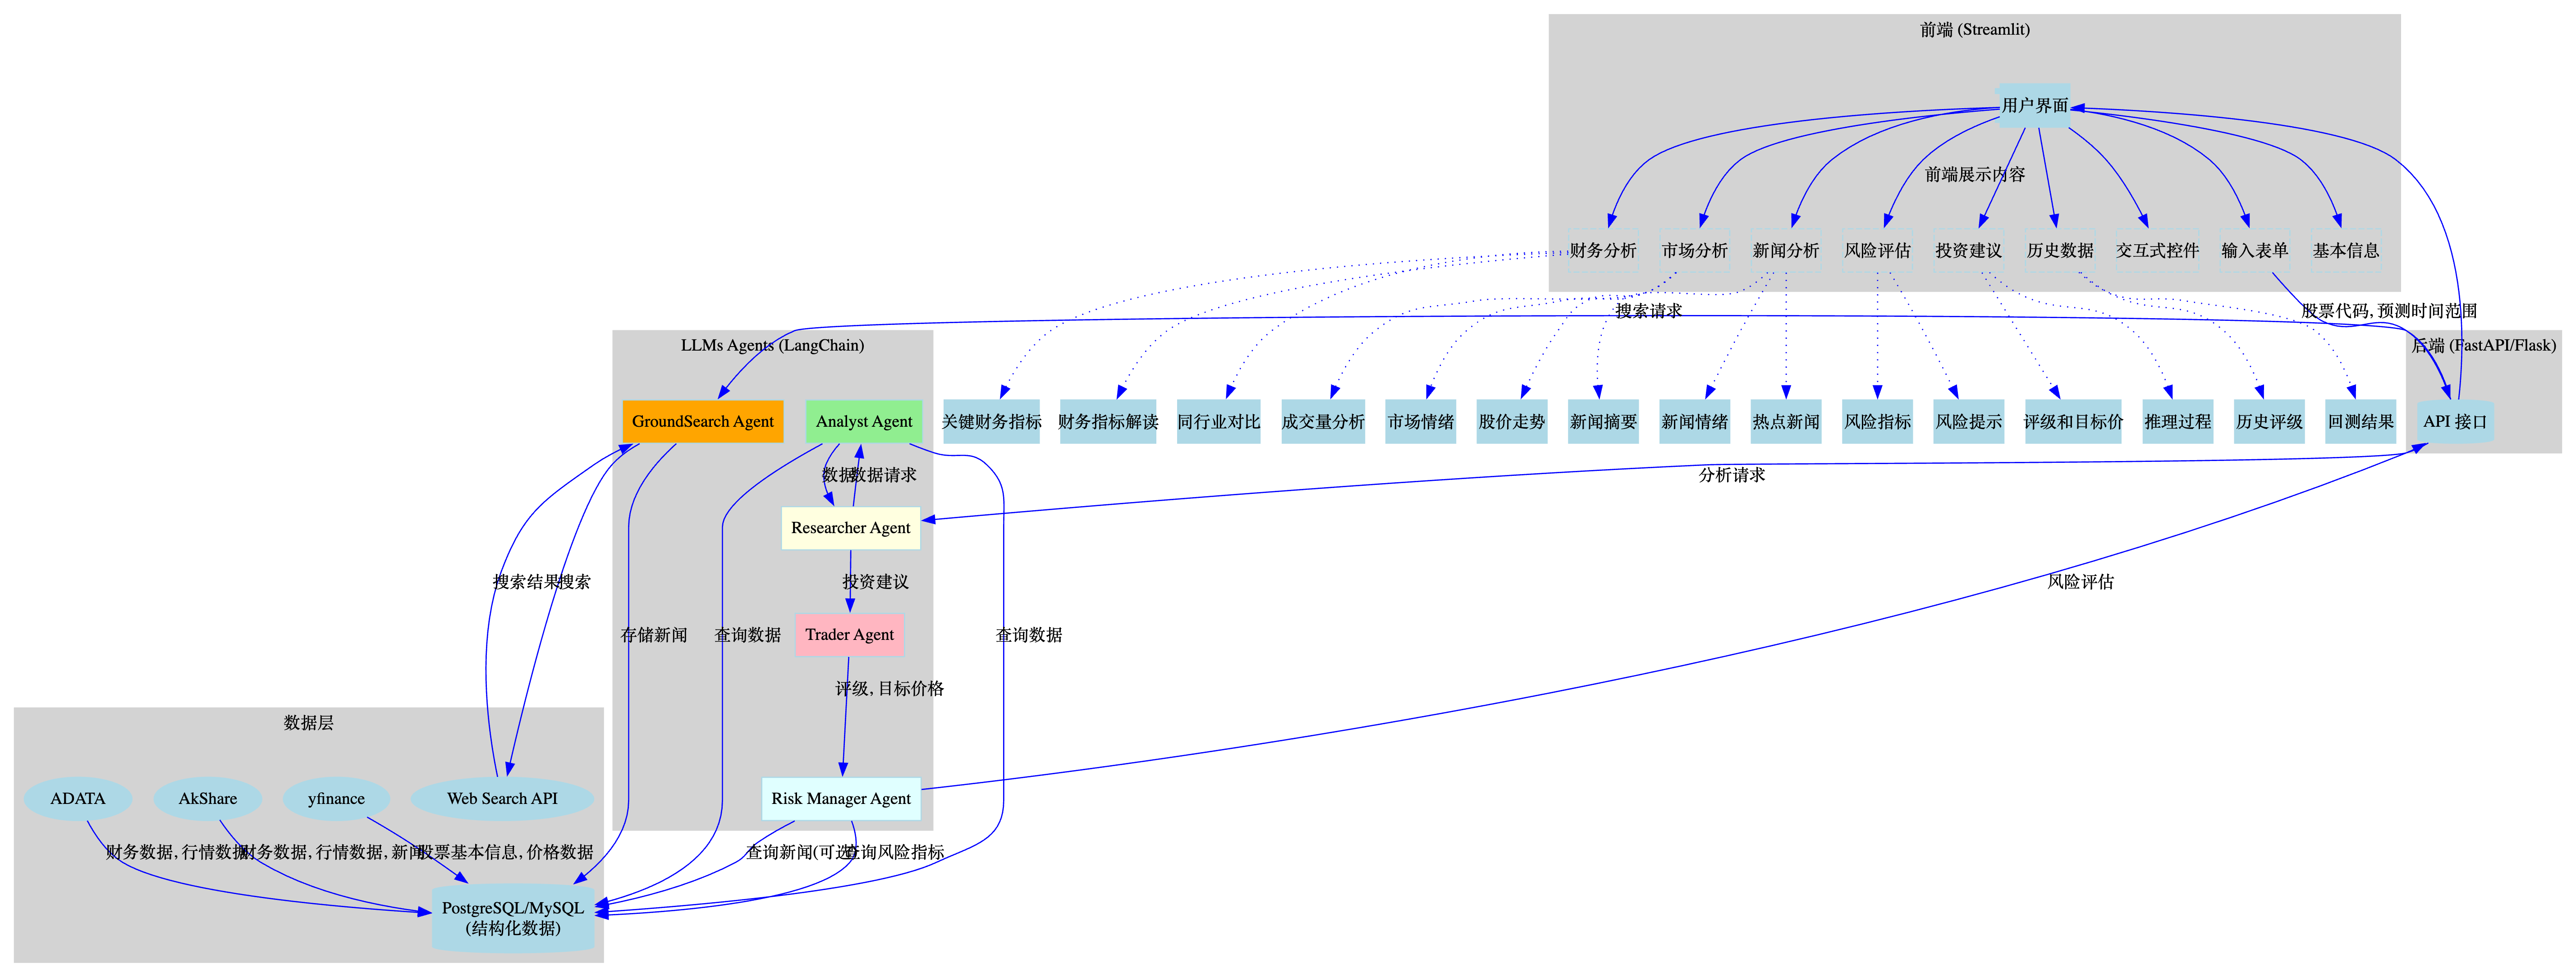 前端 (Streamlit)
用户界面
前端展示内容
财务分析
市场分析
新闻分析
风险评估
投资建议
历史数据
交互式控件
输入表单
基本信息
搜索请求
股票代码, 预测时间范围
LLMs Agents (LangChain)
后端 (FastAPI/Flask)
GroundSearch Agent
Analyst Agent
关键财务指标
财务指标解读
同行业对比
成交量分析
市场情绪
股价走势
新闻摘要
新闻情绪
热点新闻
风险指标
风险提示
评级和目标价
推理过程
历史评级
回测结果
API 接口
数据
数据请求
分析请求
Researcher Agent
搜索结果
搜索
投资建议
风险评估
存储新闻
查询数据
Trader Agent
查询数据
评级, 目标价格
数据层
ADATA
AkShare
yfinance
Web Search API
Risk Manager Agent
财务数据, 行情数据
财务数据, 行情数据, 新闻
股票基本信息, 价格数据
查询新闻(可选)
查询风险指标
PostgreSQL/MySQL
(结构化数据)